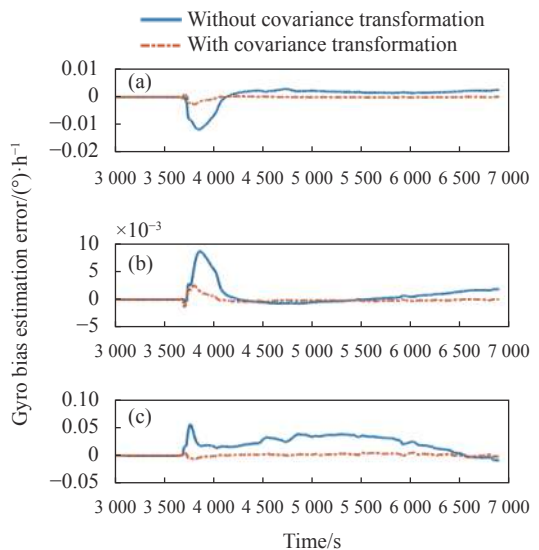 Without covariance transformation
With covariance transformation
Gyro bias estimation error/(°)·h⁻¹
0.01
0
−0.01
−0.02
(a)
3 000 3 500 4 000 4 500 5 000 5 500 6 000 6 500 7 000
×10⁻³
10
5
0
−5
(b)
3 000 3 500 4 000 4 500 5 000 5 500 6 000 6 500 7 000
0.10
0.05
0
−0.05
(c)
3 000 3 500 4 000 4 500 5 000 5 500 6 000 6 500 7 000
Time/s